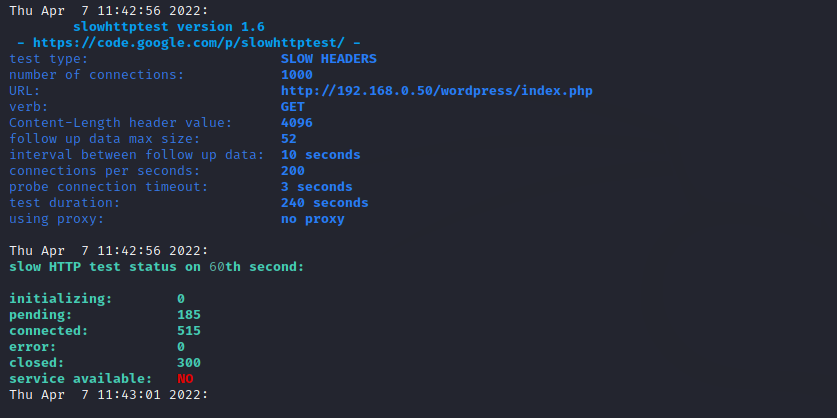 Thu Apr  7 11:42:56 2022:
slowhttptest version 1.6
- https://code.google.com/p/slowhttptest/ -
test type: SLOW HEADERS
number of connections: 1000
URL: http://192.168.0.50/wordpress/index.php
verb: GET
Content-Length header value: 4096
follow up data max size: 52
interval between follow up data: 10 seconds
connections per seconds: 200
probe connection timeout: 3 seconds
test duration: 240 seconds
using proxy: no proxy
Thu Apr  7 11:42:56 2022:
slow HTTP test status on 60th second:
initializing: 0
pending: 185
connected: 515
error: 0
closed: 300
service available: NO
Thu Apr  7 11:43:01 2022: